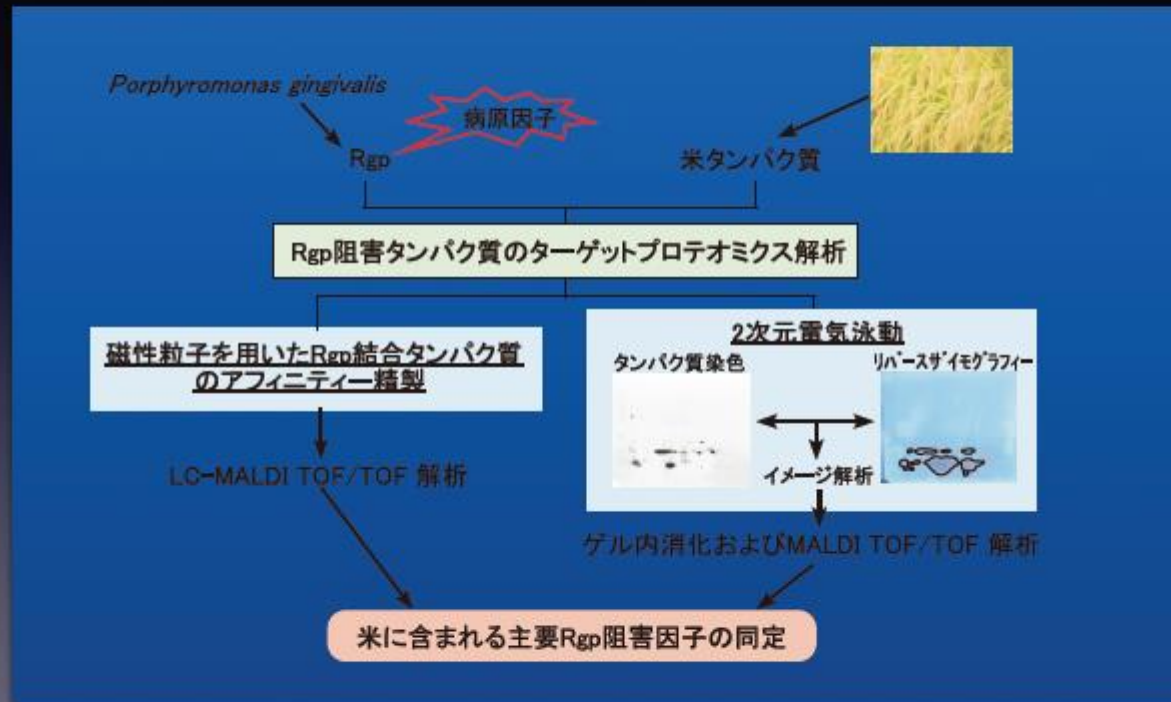 Porphyromonas gingivalis
病原因子
Rgp
米タンパク質
Rgp阻害タンパク質のターゲットプロテオミクス解析
磁性粒子を用いたRgp結合タンパク質
のアフィニティー精製
LC-MALDI TOF/TOF 解析
2次元電気泳動
タンパク質染色
リバースザイモグラフィー
イメージ解析
ゲル内消化およびMALDI TOF/TOF 解析
米に含まれる主要Rgp阻害因子の同定